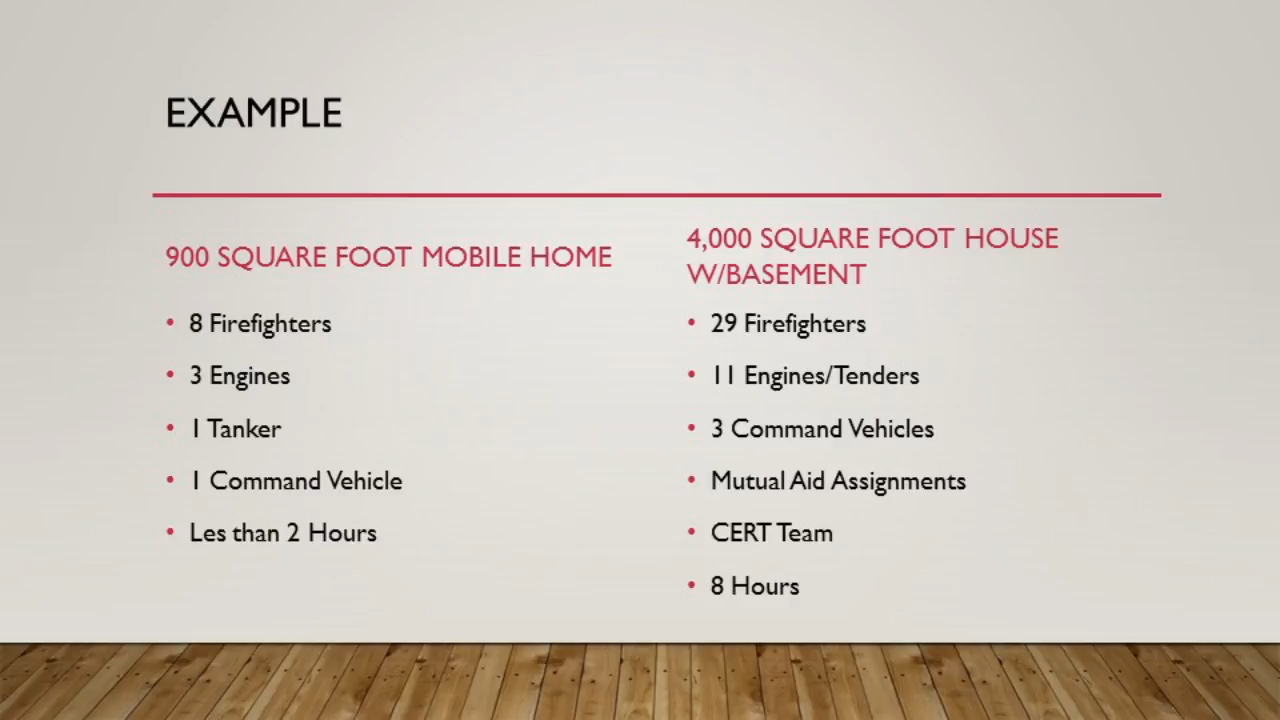 EXAMPLE
900 SQUARE FOOT MOBILE HOME
• 8 Firefighters
• 3 Engines
• 1 Tanker
• 1 Command Vehicle
• Les than 2 Hours
4,000 SQUARE FOOT HOUSE
W/BASEMENT
• 29 Firefighters
• 11 Engines/Tenders
• 3 Command Vehicles
• Mutual Aid Assignments
• CERT Team
• 8 Hours